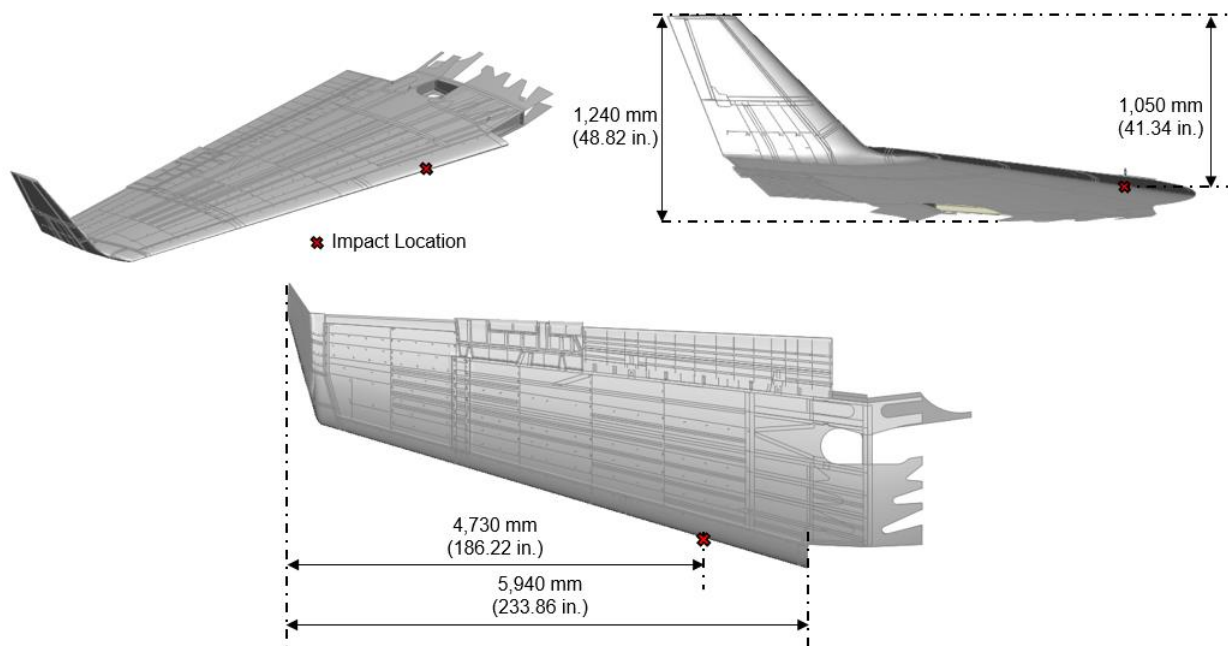 1,240 mm
(48.82 in.)
1,050 mm
(41.34 in.)
Impact Location
4,730 mm
(186.22 in.)
5,940 mm
(233.86 in.)